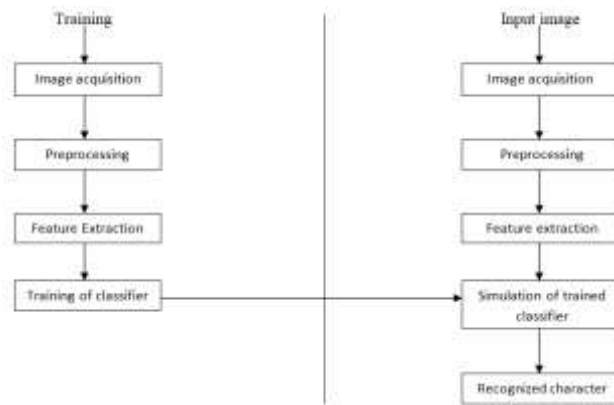 Training
Image acquisition
Preprocessing
Feature Extraction
Training of classifier
Input image
Image acquisition
Preprocessing
Feature extraction
Simulation of trained
classifier
Recognized character